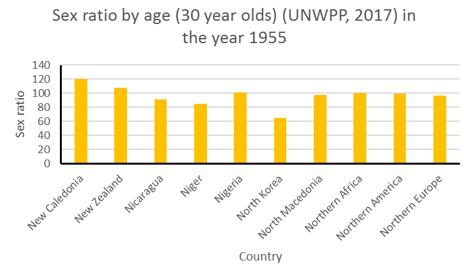 Sex ratio by age (30 year olds) (UNWPP, 2017) in
the year 1955
Sex ratio
140
120
100
80
60
40
20
0
New Caledonia
New Zealand
Nicaragua
Niger
Nigeria
North Korea
North Macedonia
Northern Africa
Northern America
Northern Europe
Country